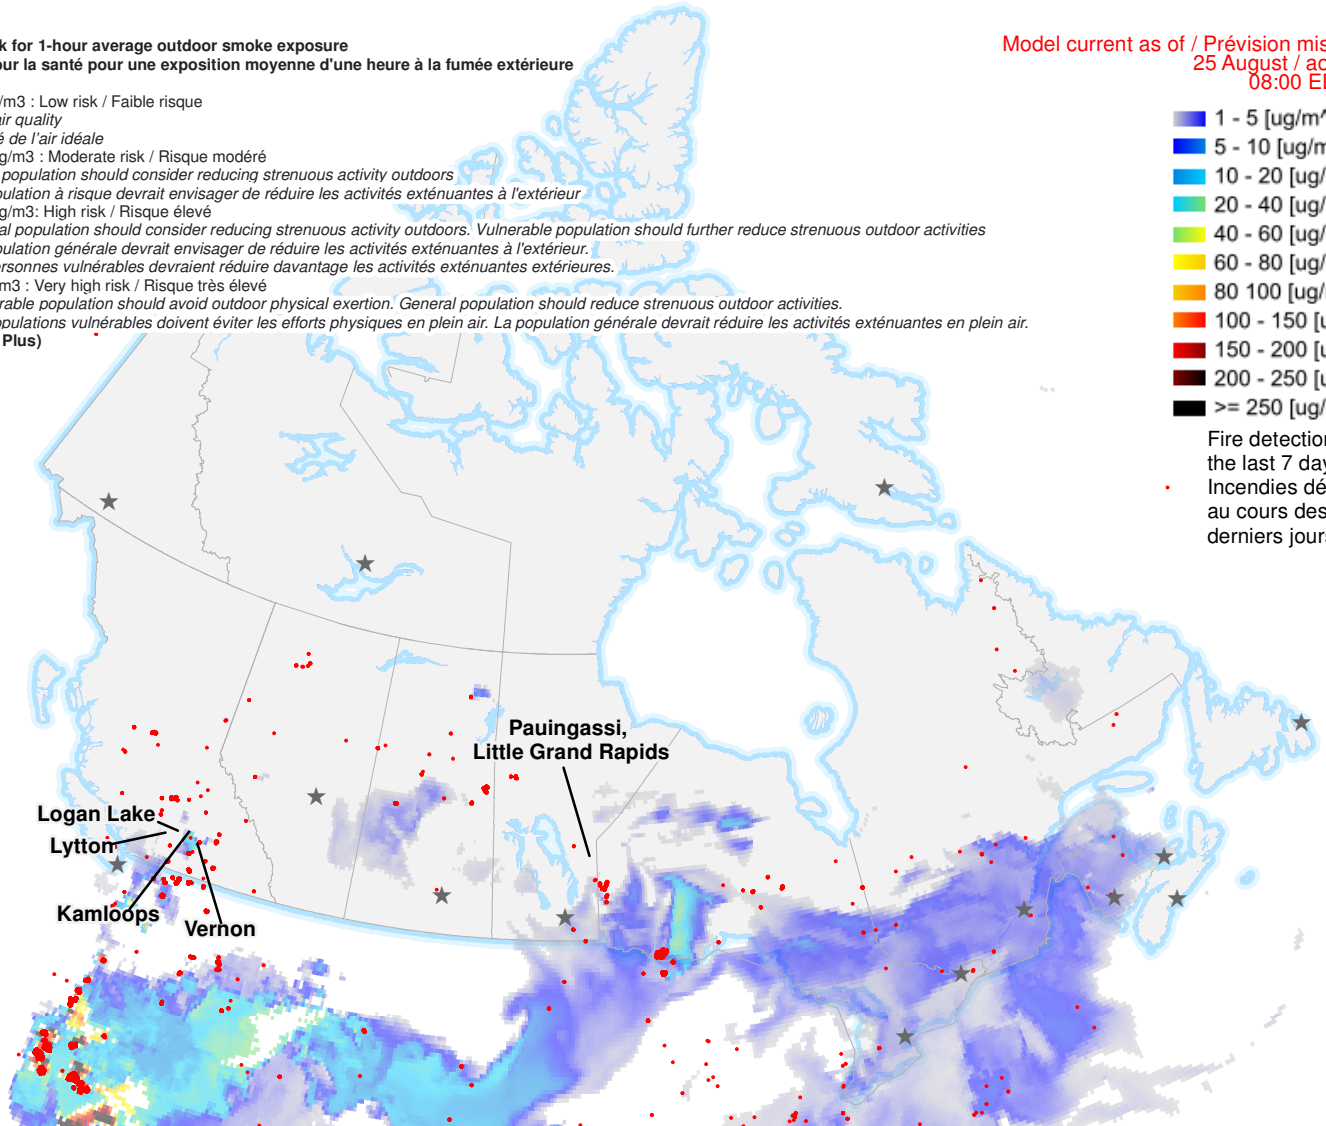 k for 1-hour average outdoor smoke exposure
our la santé pour une exposition moyenne d'une heure à la fumée extérieure
/m3 : Low risk / Faible risque
air quality
é de l'air idéale
g/m3 : Moderate risk / Risque modéré
population should consider reducing strenuous activity outdoors
pulation à risque devrait envisager de réduire les activités exténuantes à l'extérieur
g/m3: High risk / Risque élevé
al population should consider reducing strenuous activity outdoors. Vulnerable population should further reduce strenuous outdoor activities
pulation générale devrait envisager de réduire les activités exténuantes à l'extérieur.
ersonnes vulnérables devraient réduire davantage les activités exténuantes extérieures.
m3 : Very high risk / Risque très élevé
rable population should avoid outdoor physical exertion. General population should reduce strenuous outdoor activities.
opulations vulnérables doivent éviter les efforts physiques en plein air. La population générale devrait réduire les activités exténuantes en plein air.
Plus)
Model current as of / Prévision mis
25 August / ao
08:00 E
1 - 5 [ug/m^
5 - 10 [ug/m
10 - 20 [ug/
20 - 40 [ug/
40 - 60 [ug/
60 - 80 [ug/
80 100 [ug/
100 - 150 [u
150 - 200 [u
200 - 250 [u
>= 250 [ug/
Fire detection
the last 7 day
Incendies dé
au cours des
derniers jours
Pauingassi,
Little Grand Rapids
Logan Lake
Lytton
Kamloops
Vernon